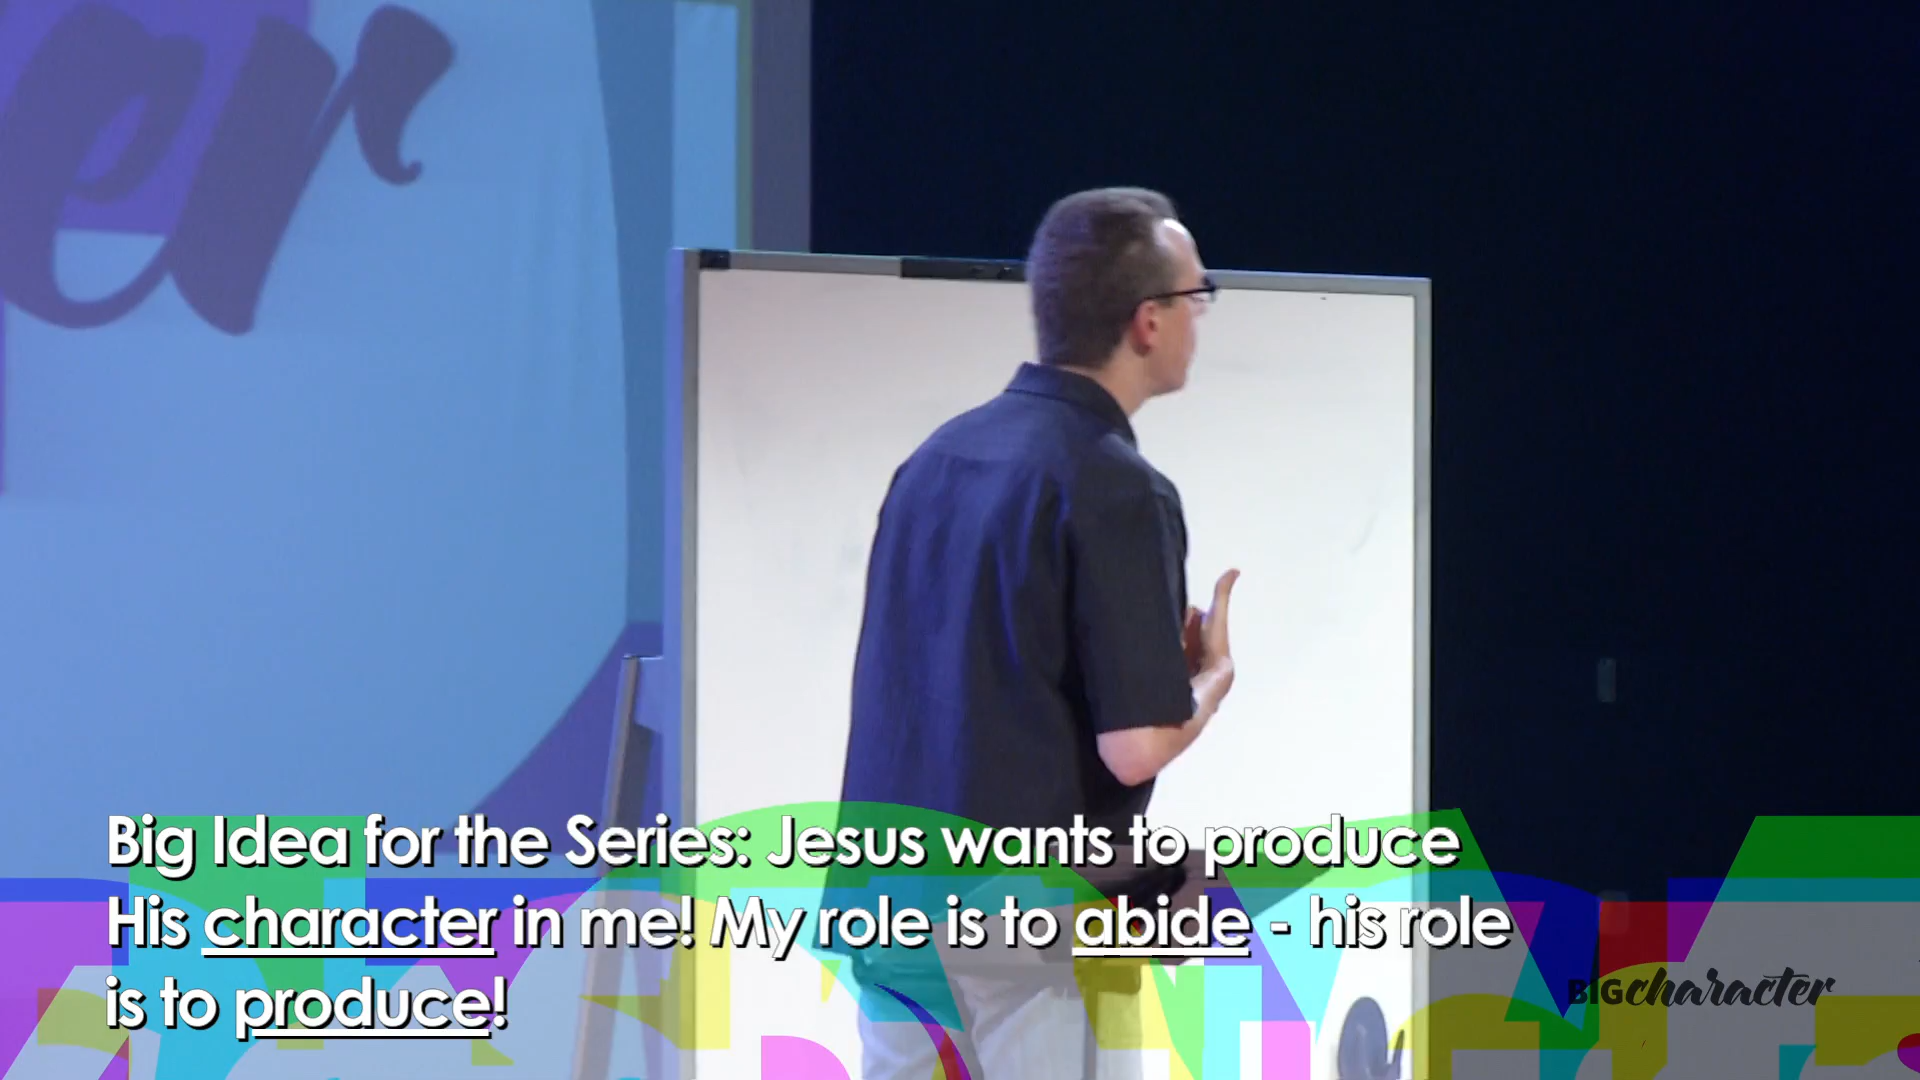 er
Big Idea for the Series: Jesus wants to produce
His character in me! My role is to abide - his role
is to produce!
BIGcharacter